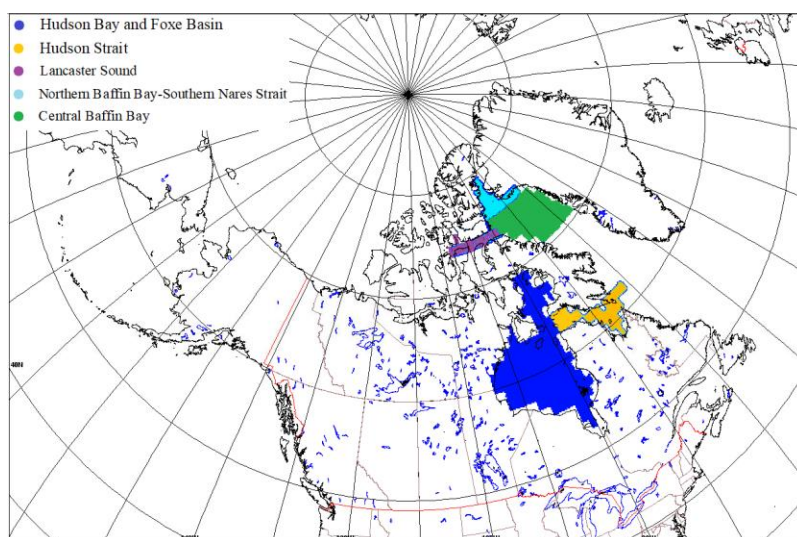 Hudson Bay and Foxe Basin
Hudson Strait
Lancaster Sound
Northern Baffin Bay-Southern Nares Strait
Central Baffin Bay